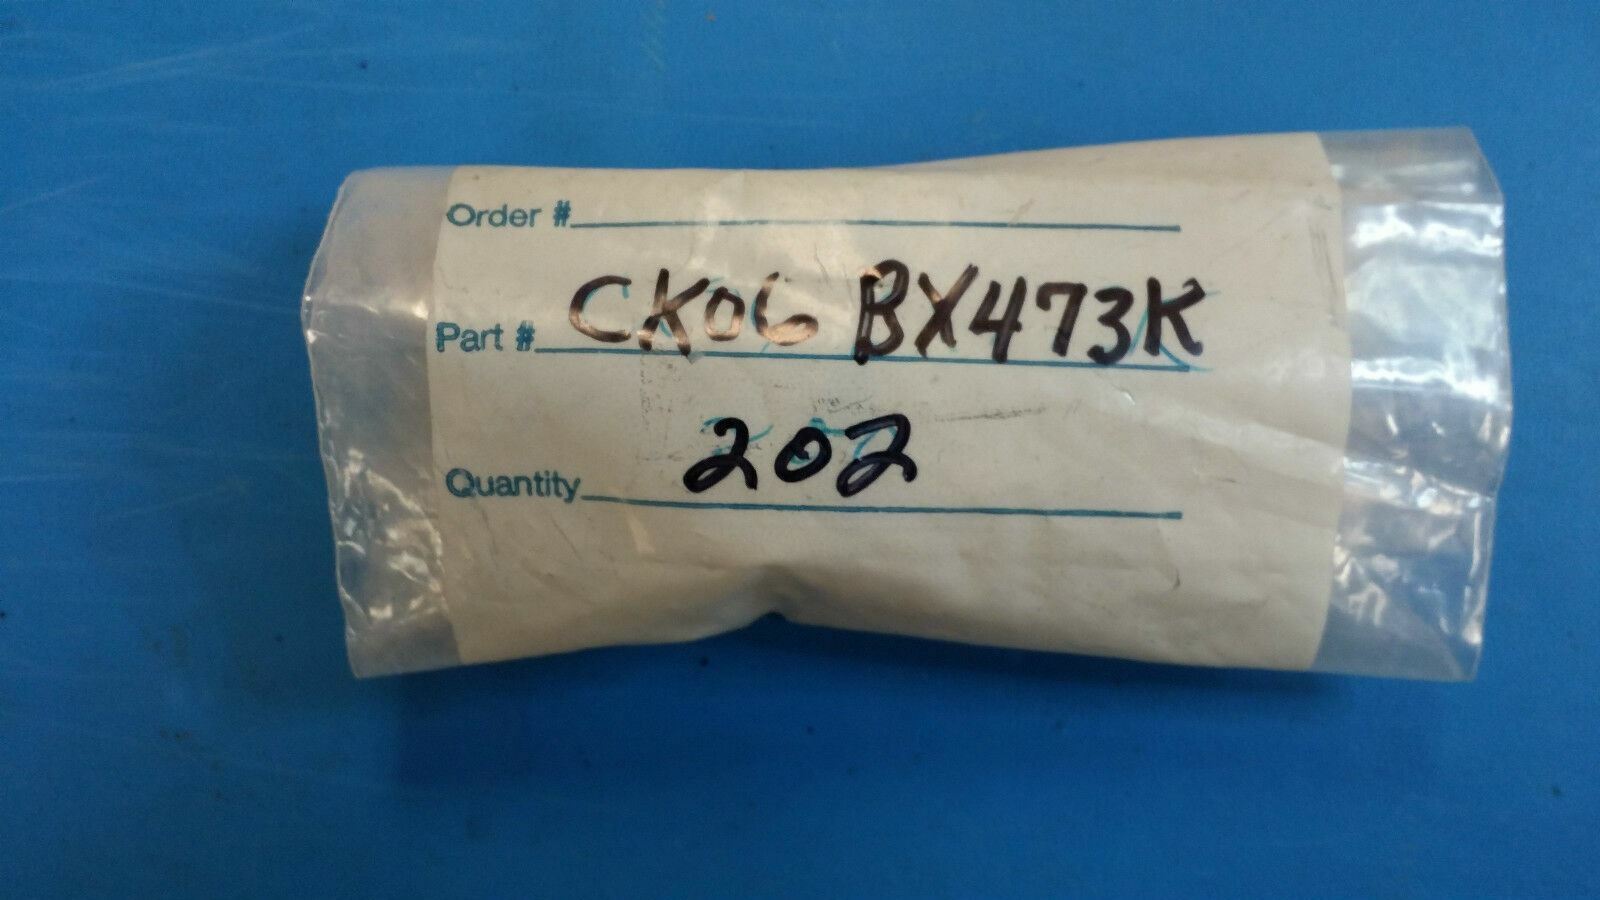 Order #
Part # CK06 BX473K
Quantity 202